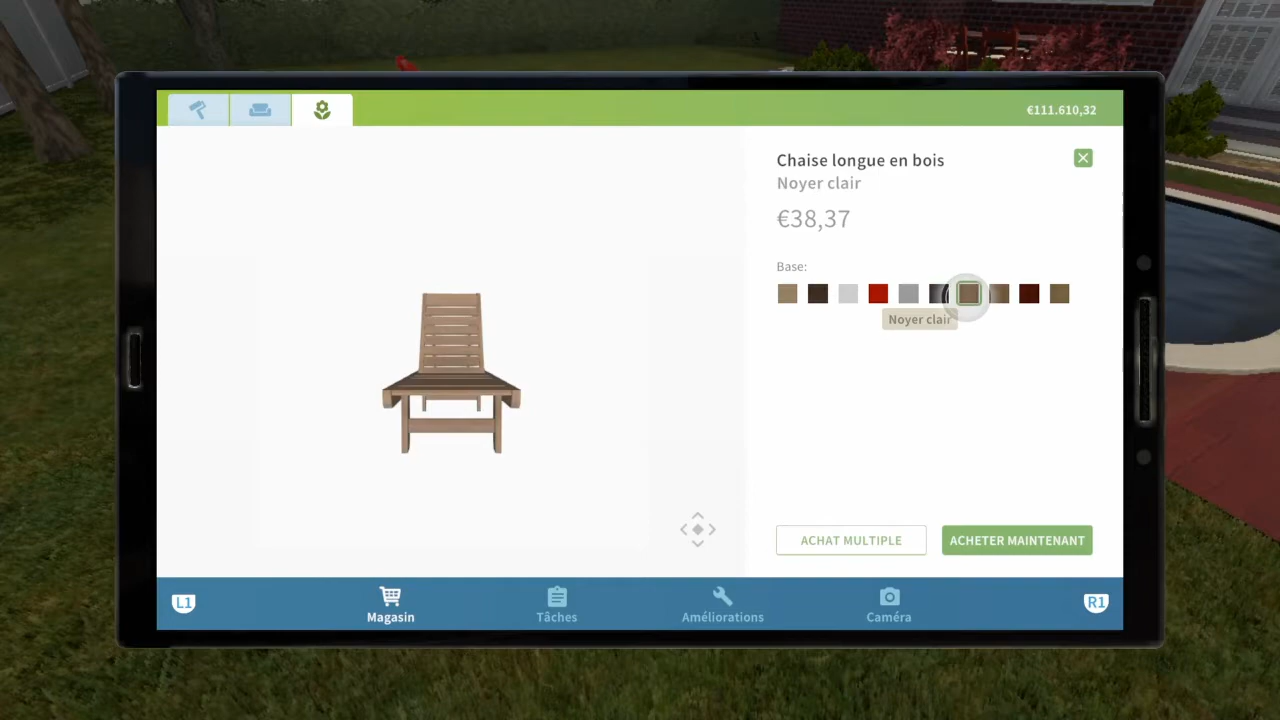 €111.610,32
Chaise longue en bois
Noyer clair
€38,37
Base:
Noyer clair
ACHAT MULTIPLE
ACHETER MAINTENANT
L1
Magasin
Tâches
Améliorations
Caméra
R1